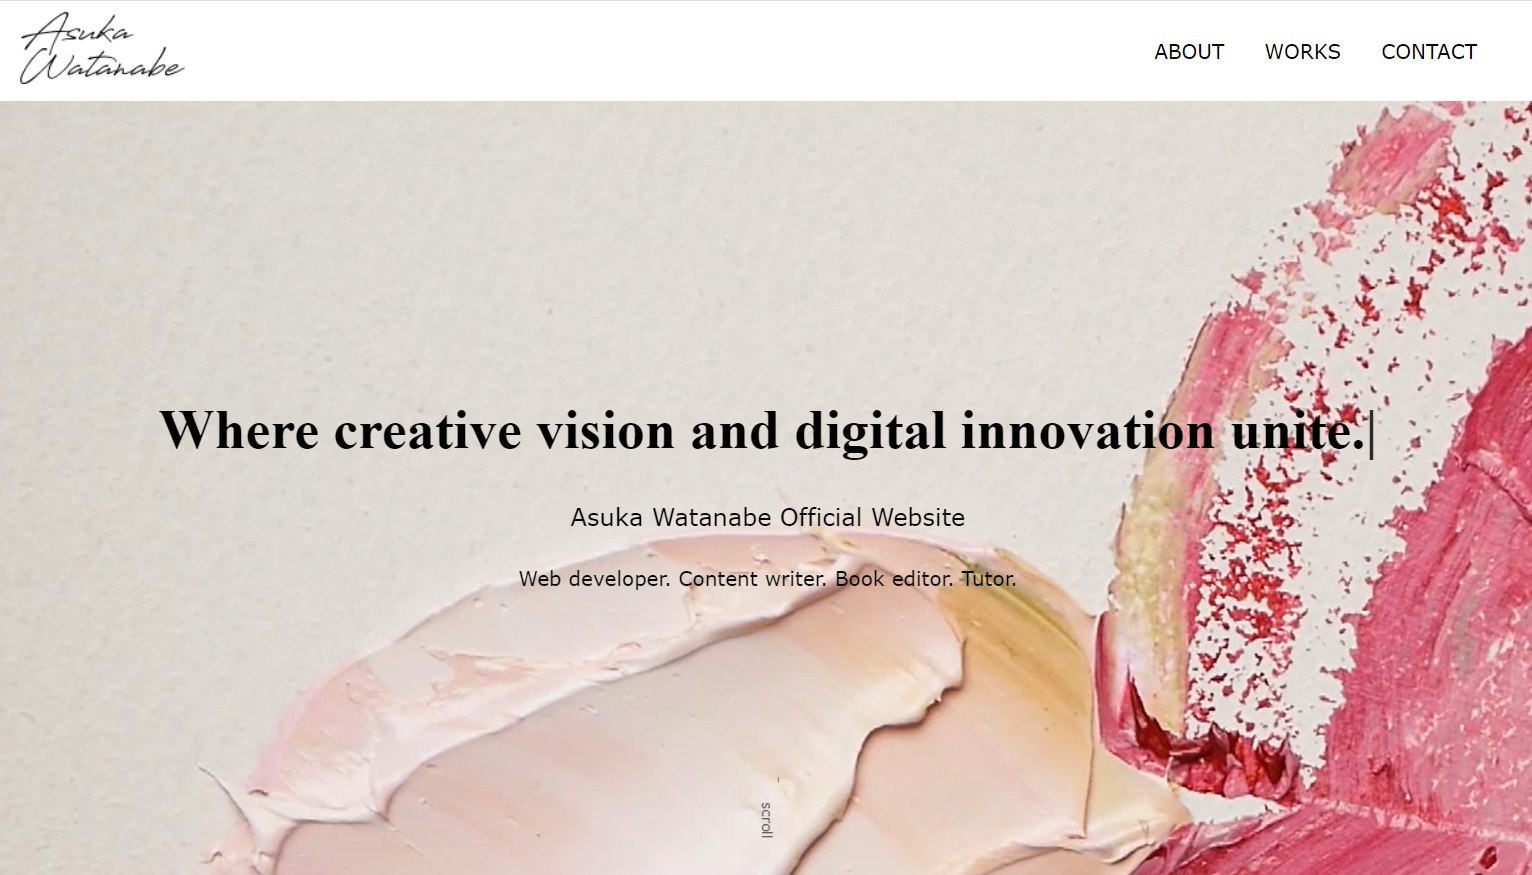 Asuka
Watanabe
ABOUT WORKS CONTACT
Where creative vision and digital innovation unite.|
Asuka Watanabe Official Website
Web developer. Content writer. Book editor. Tutor.
scroll